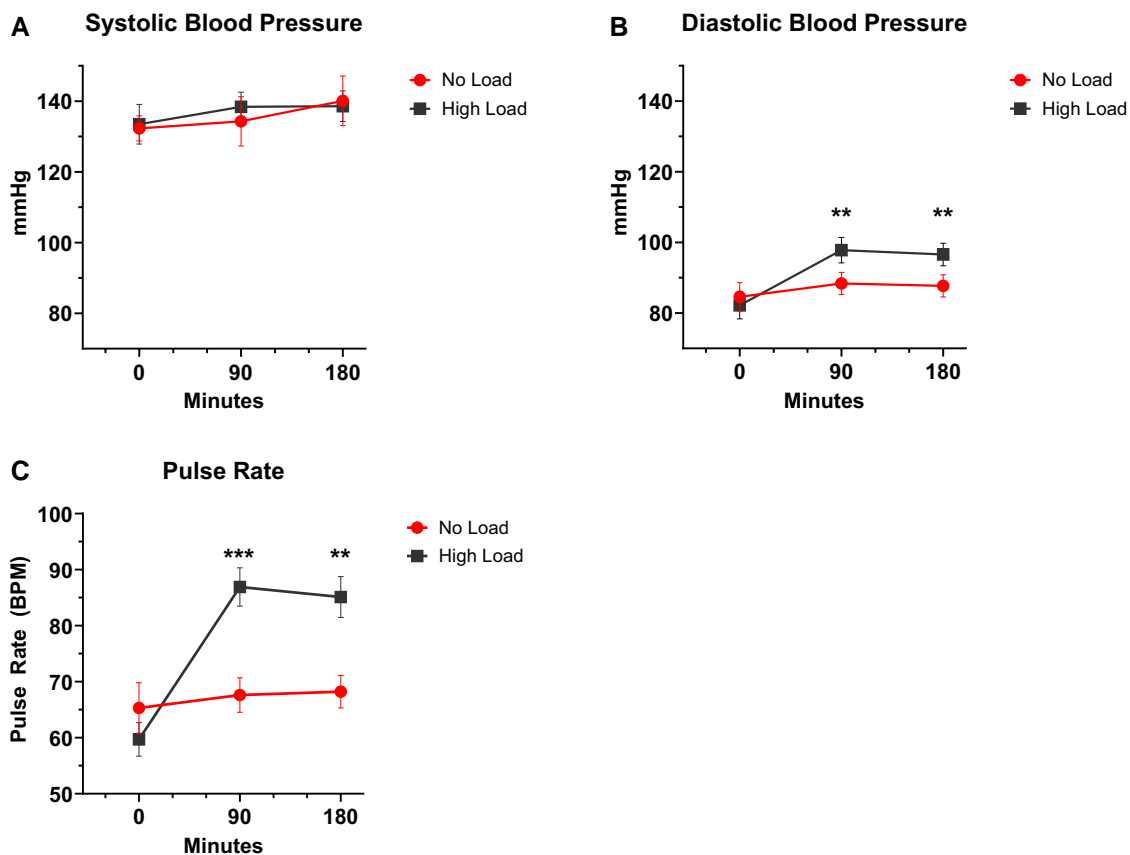 A
Systolic Blood Pressure
mmHg
140
120
100
80
0 90 180
Minutes
No Load
High Load
B
Diastolic Blood Pressure
mmHg
140
120
100
80
** **
0 90 180
Minutes
No Load
High Load
C
Pulse Rate
Pulse Rate (BPM)
100
90
80
70
60
50
*** **
0 90 180
Minutes
No Load
High Load